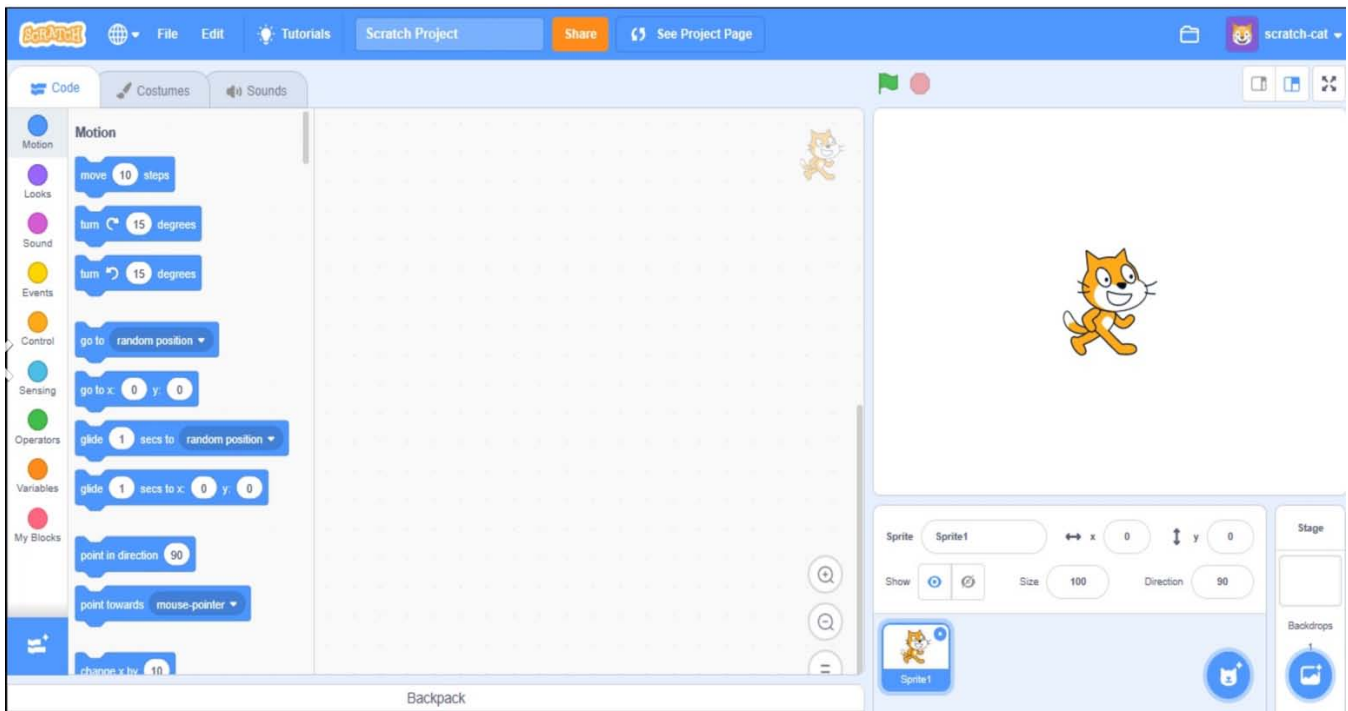 SCRATCH File Edit Tutorials Scratch Project Share See Project Page scratch-cat
Code Costumes Sounds
Motion
Looks
Sound
Events
Control
Sensing
Operators
Variables
My Blocks
Motion
move 10 steps
turn 15 degrees
turn 15 degrees
go to random position
go to x: 0 y: 0
glide 1 secs to random position
glide 1 secs to x: 0 y: 0
point in direction 90
point towards mouse-pointer
change x by 10
Backpack
Sprite Sprite1 x 0 y 0
Show Size 100 Direction 90
Sprite1
Stage
Backdrops
1